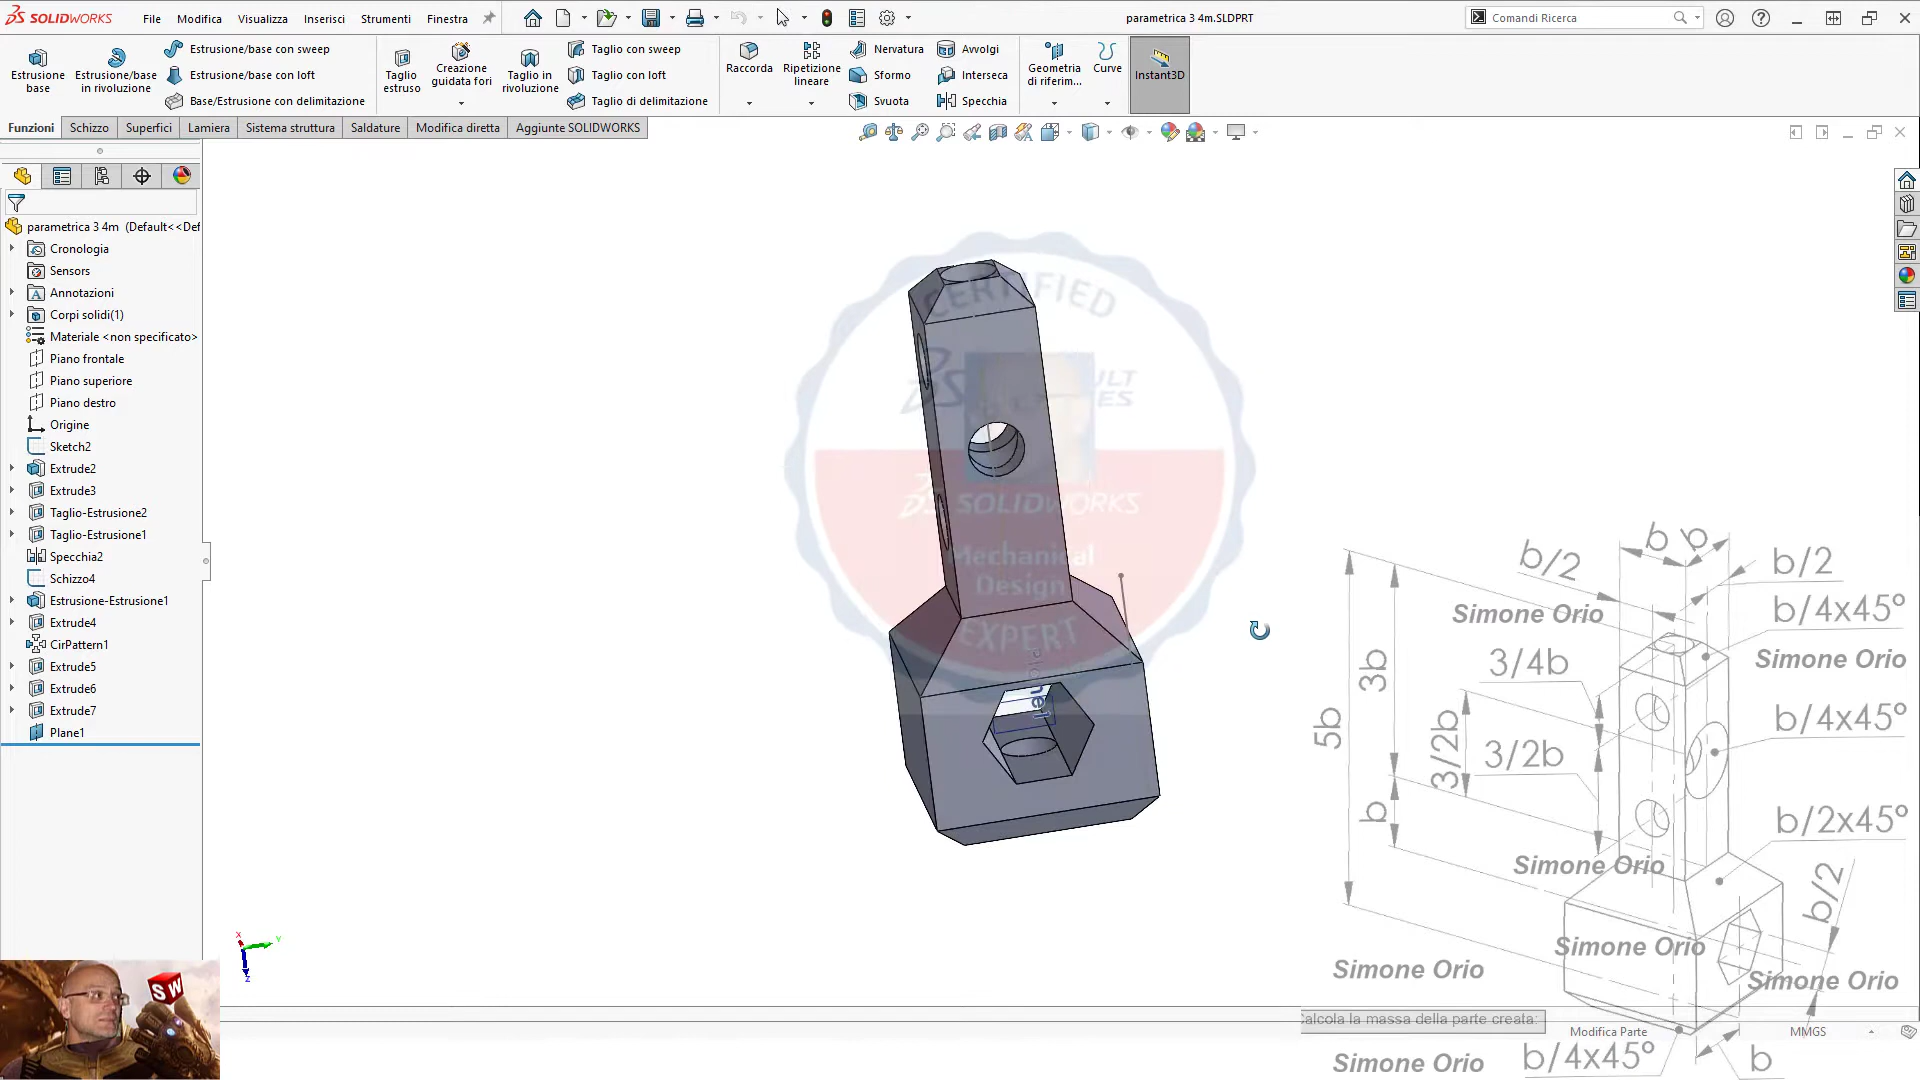 SOLIDWORKS
File
Modifica
Visualizza
Inserisci
Strumenti
Finestra
parametrica 3 4m.SLDPRT
Comandi Ricerca
Estrusione
base
Estrusione/base
in rivoluzione
Estrusione/base con sweep
Estrusione/base con loft
Base/Estrusione con delimitazione
Taglio
estruso
Creazione
guidata fori
Taglio in
rivoluzione
Taglio con sweep
Taglio con loft
Taglio di delimitazione
Raccorda
Ripetizione
lineare
Nervatura
Sformo
Svuota
Avvolgi
Interseca
Specchia
Geometria
di riferim...
Curve
Instant3D
Funzioni
Schizzo
Superfici
Lamiera
Sistema struttura
Saldature
Modifica diretta
Aggiunte SOLIDWORKS
parametrica 3 4m (Default<<Def
Cronologia
Sensors
Annotazioni
Corpi solidi(1)
Materiale <non specificato>
Piano frontale
Piano superiore
Piano destro
Origine
Sketch2
Extrude2
Extrude3
Taglio-Estrusione2
Taglio-Estrusione1
Specchia2
Schizzo4
Estrusione-Estrusione1
Extrude4
CirPattern1
Extrude5
Extrude6
Extrude7
Plane1
CERTIFIED
SOLIDWORKS
Mechanical
Design
EXPERT
Plane1
X
Y
Z
SW
b
b
b/2
b/2
Simone Orio
b/4x45°
3/4b
Simone Orio
3b
5b
3/2b
3/2b
b/4x45°
b
b/2x45°
Simone Orio
b/2
Simone Orio
Simone Orio
Simone Orio
Calcola la massa della parte creata:
Modifica Parte
MMGS
Simone Orio
b/4x45°
b